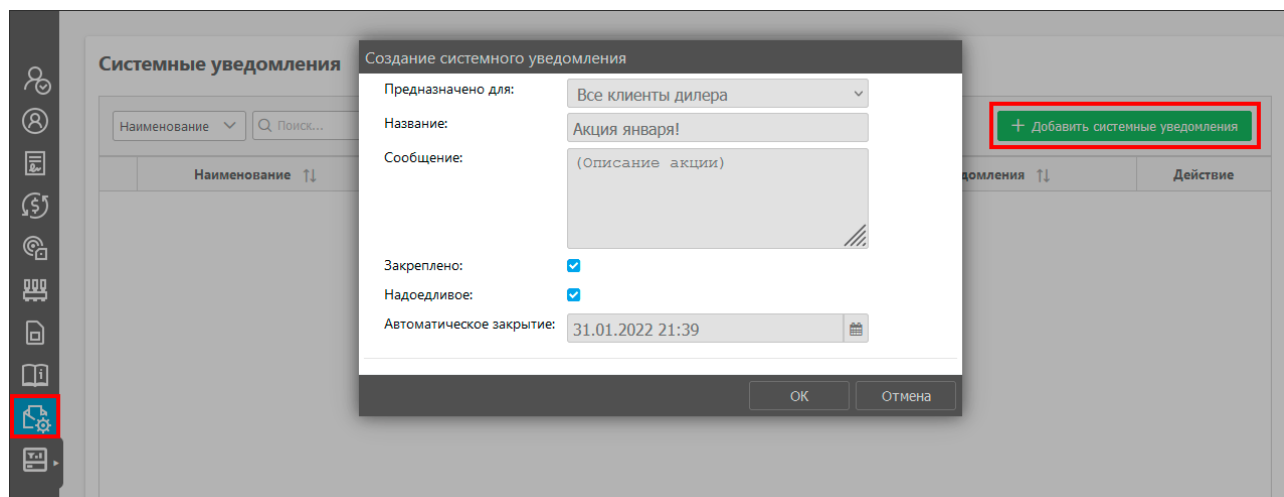 Системные уведомления
Создание системного уведомления
Предназначено для:
Все клиенты дилера
Наименование
Поиск...
Название:
Акция января!
+ Добавить системные уведомления
Сообщение:
(Описание акции)
Наименование
домления
Действие
Закреплено:
Надоедливое:
Автоматическое закрытие:
31.01.2022 21:39
OK
Отмена